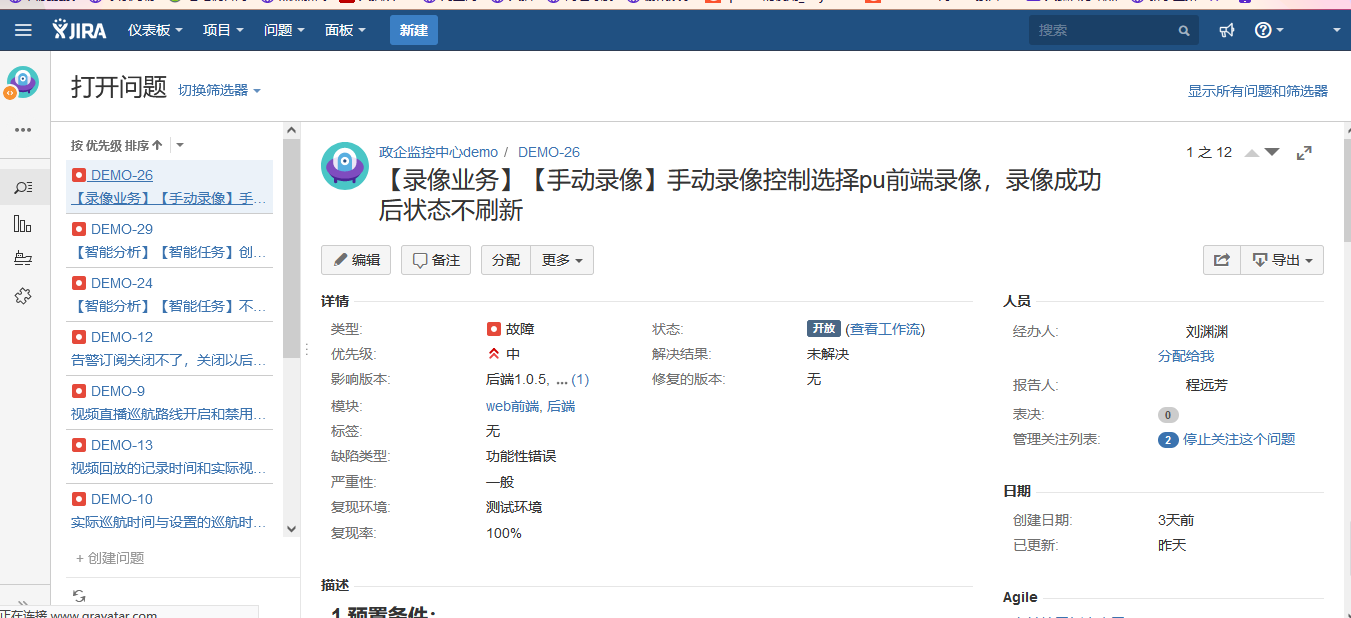 JIRA 仪表板 项目 问题 面板 新建 搜索
打开问题 切换筛选器
显示所有问题和筛选器
按 优先级 排序
DEMO-26
【录像业务】【手动录像】手...
DEMO-29
【智能分析】【智能任务】创...
DEMO-24
【智能分析】【智能任务】不...
DEMO-12
告警订阅关闭不了，关闭以后...
DEMO-9
视频直播巡航路线开启和禁用...
DEMO-13
视频回放的记录时间和实际视...
DEMO-10
实际巡航时间与设置的巡航时...
+ 创建问题
正在连接 www.gravatar.com
政企监控中心demo / DEMO-26
1 之 12
【录像业务】【手动录像】手动录像控制选择pu前端录像，录像成功
后状态不刷新
编辑 备注 分配 更多 导出
详情
类型: 故障 状态: 开放 (查看工作流)
优先级: 中 解决结果: 未解决
影响版本: 后端1.0.5, ... (1) 修复的版本: 无
模块: web前端, 后端
标签: 无
缺陷类型: 功能性错误
严重性: 一般
复现环境: 测试环境
复现率: 100%
描述
1.预置条件:
人员
经办人: 刘渊渊
分配给我
报告人: 程远芳
表决: 0
管理关注列表: 2 停止关注这个问题
日期
创建日期: 3天前
已更新: 昨天
Agile